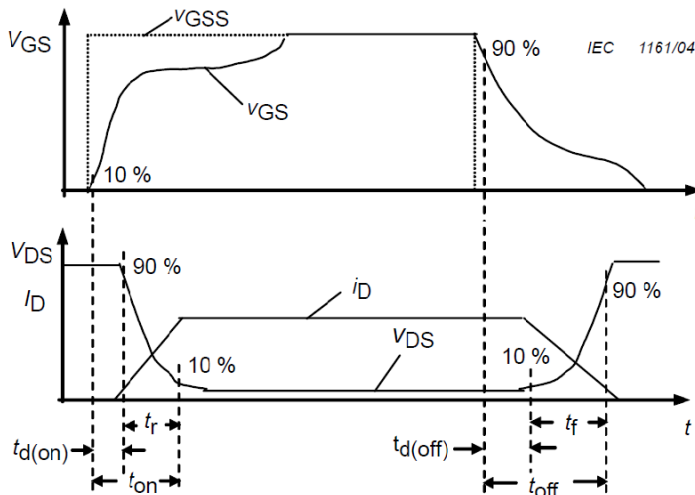 VGSS
VGS
90 %
IEC 1161/04
VGS
10 %
VDS
90 %
ID
iD
90 %
VDS
10 %
10 %
tr
tf
t
td(on)
td(off)
ton
toff